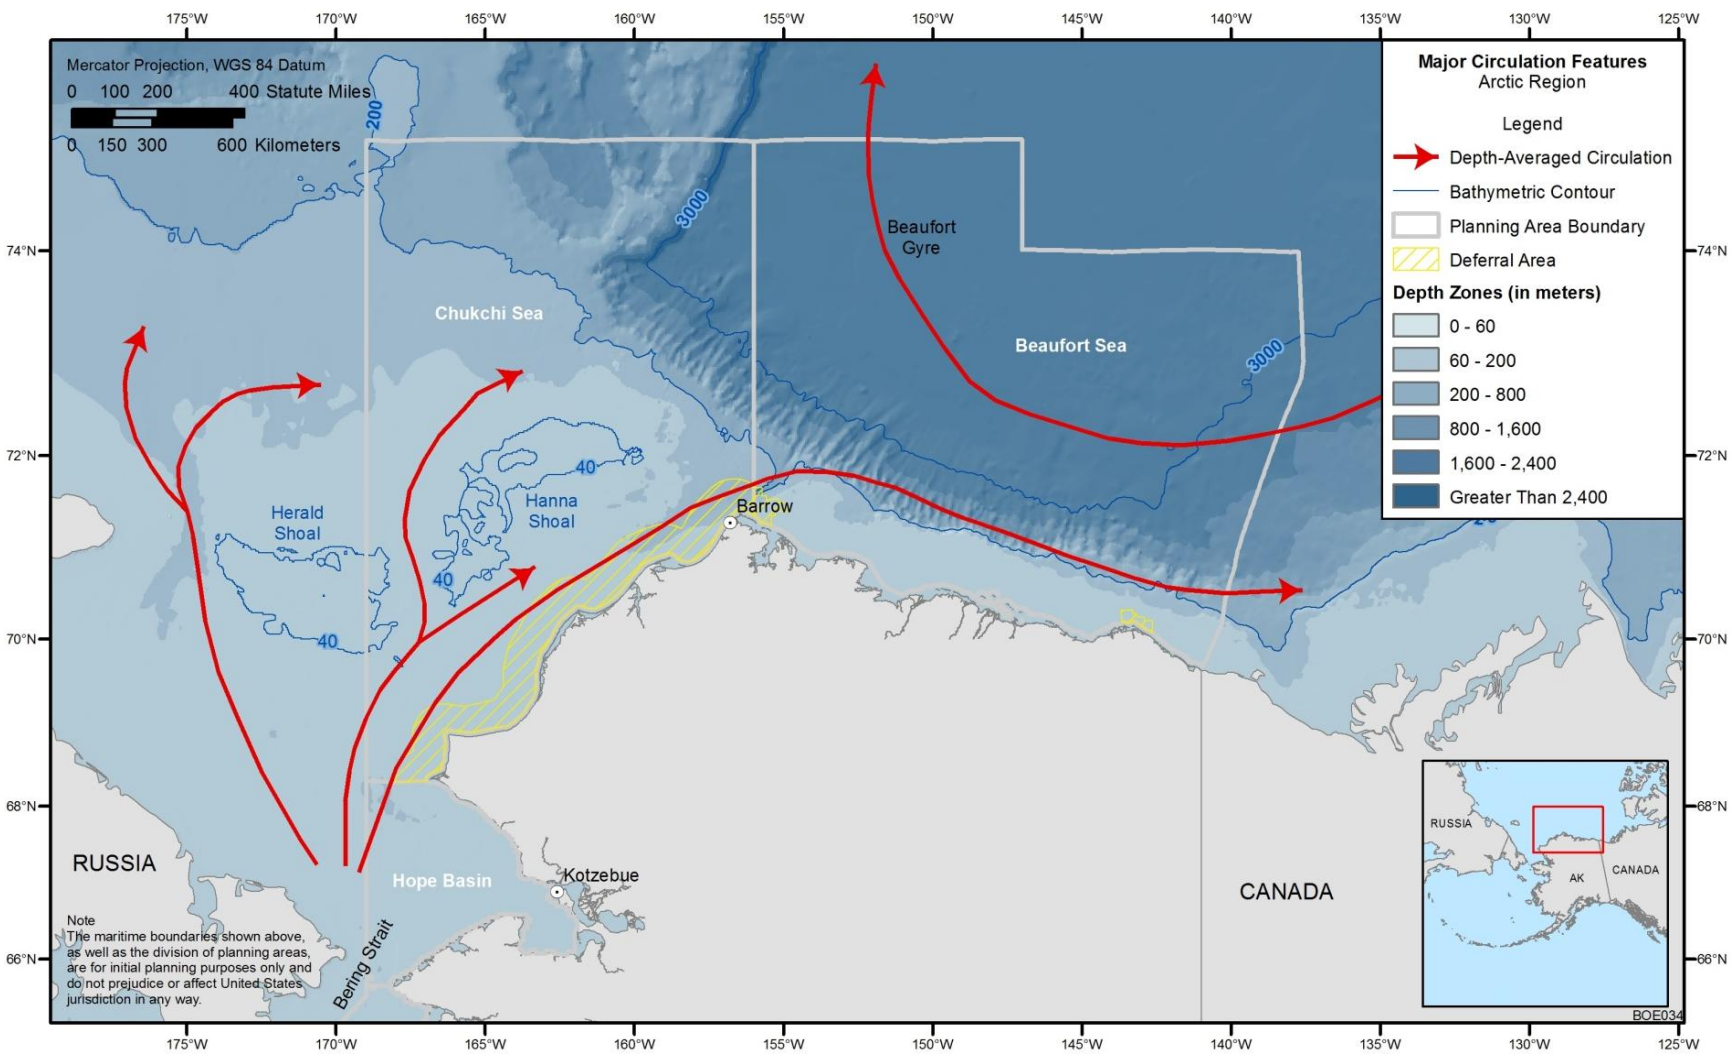 175°W 170°W 165°W 160°W 155°W 150°W 145°W 140°W 135°W 130°W 125°W
Mercator Projection, WGS 84 Datum
0 100 200 400 Statute Miles
0 150 300 600 Kilometers
200
3000
Major Circulation Features
Arctic Region
Legend
Depth-Averaged Circulation
Bathymetric Contour
Planning Area Boundary
Deferral Area
Depth Zones (in meters)
0 - 60
60 - 200
200 - 800
800 - 1,600
1,600 - 2,400
Greater Than 2,400
74°N
74°N
Beaufort
Gyre
Chukchi Sea
Beaufort Sea
3000
72°N
72°N
40
Hanna
Shoal
Herald
Shoal
Barrow
40
40
70°N
70°N
68°N
68°N
RUSSIA
Hope Basin
Kotzebue
CANADA
Bering Strait
66°N
66°N
Note
The maritime boundaries shown above,
as well as the division of planning areas,
are for initial planning purposes only and
do not prejudice or affect United States
jurisdiction in any way.
RUSSIA
AK
CANADA
BOE034
175°W 170°W 165°W 160°W 155°W 150°W 145°W 140°W 135°W 130°W 125°W